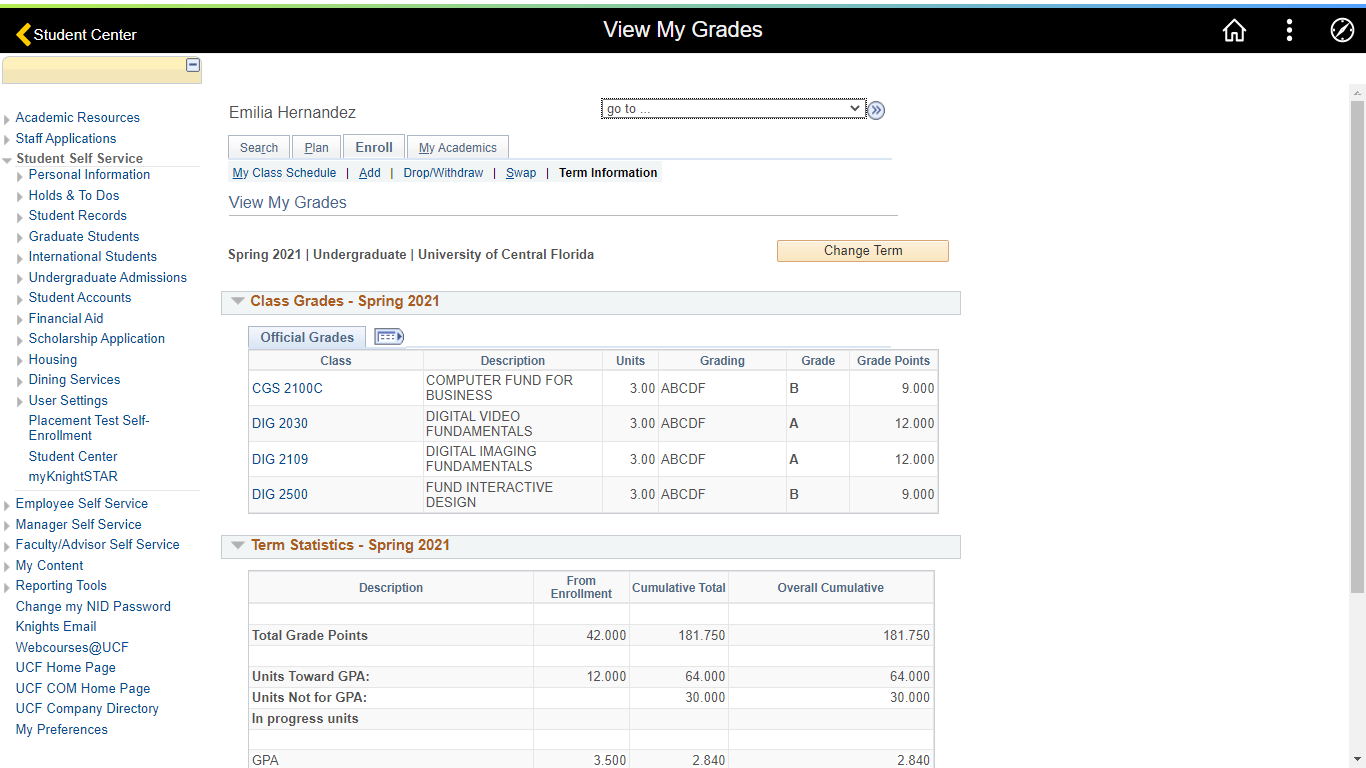 Student Center
View My Grades
Academic Resources
Staff Applications
Student Self Service
Personal Information
Holds & To Dos
Student Records
Graduate Students
International Students
Undergraduate Admissions
Student Accounts
Financial Aid
Scholarship Application
Housing
Dining Services
User Settings
Placement Test Self-
Enrollment
Student Center
myKnightSTAR
Employee Self Service
Manager Self Service
Faculty/Advisor Self Service
My Content
Reporting Tools
Change my NID Password
Knights Email
Webcourses@UCF
UCF Home Page
UCF COM Home Page
UCF Company Directory
My Preferences
Emilia Hernandez
go to ...
Search Plan Enroll My Academics
My Class Schedule | Add | Drop/Withdraw | Swap | Term Information
View My Grades
Spring 2021 | Undergraduate | University of Central Florida
Change Term
Class Grades - Spring 2021
Official Grades
Class Description Units Grading Grade Grade Points
CGS 2100C COMPUTER FUND FOR BUSINESS 3.00 ABCDF B 9.000
DIG 2030 DIGITAL VIDEO FUNDAMENTALS 3.00 ABCDF A 12.000
DIG 2109 DIGITAL IMAGING FUNDAMENTALS 3.00 ABCDF A 12.000
DIG 2500 FUND INTERACTIVE DESIGN 3.00 ABCDF B 9.000
Term Statistics - Spring 2021
Description From Enrollment Cumulative Total Overall Cumulative
Total Grade Points 42.000 181.750 181.750
Units Toward GPA: 12.000 64.000 64.000
Units Not for GPA: 30.000 30.000
In progress units
GPA 3.500 2.840 2.840